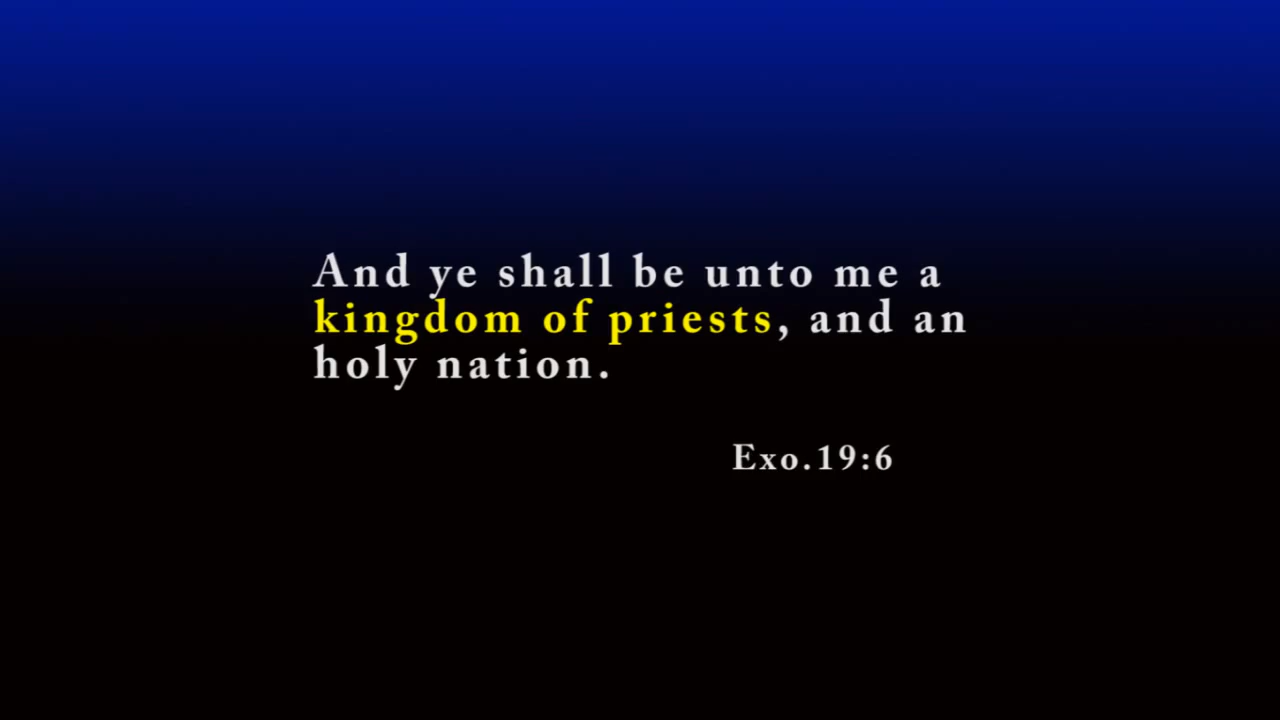 And ye shall be unto me a
kingdom of priests, and an
holy nation.
Exo.19:6